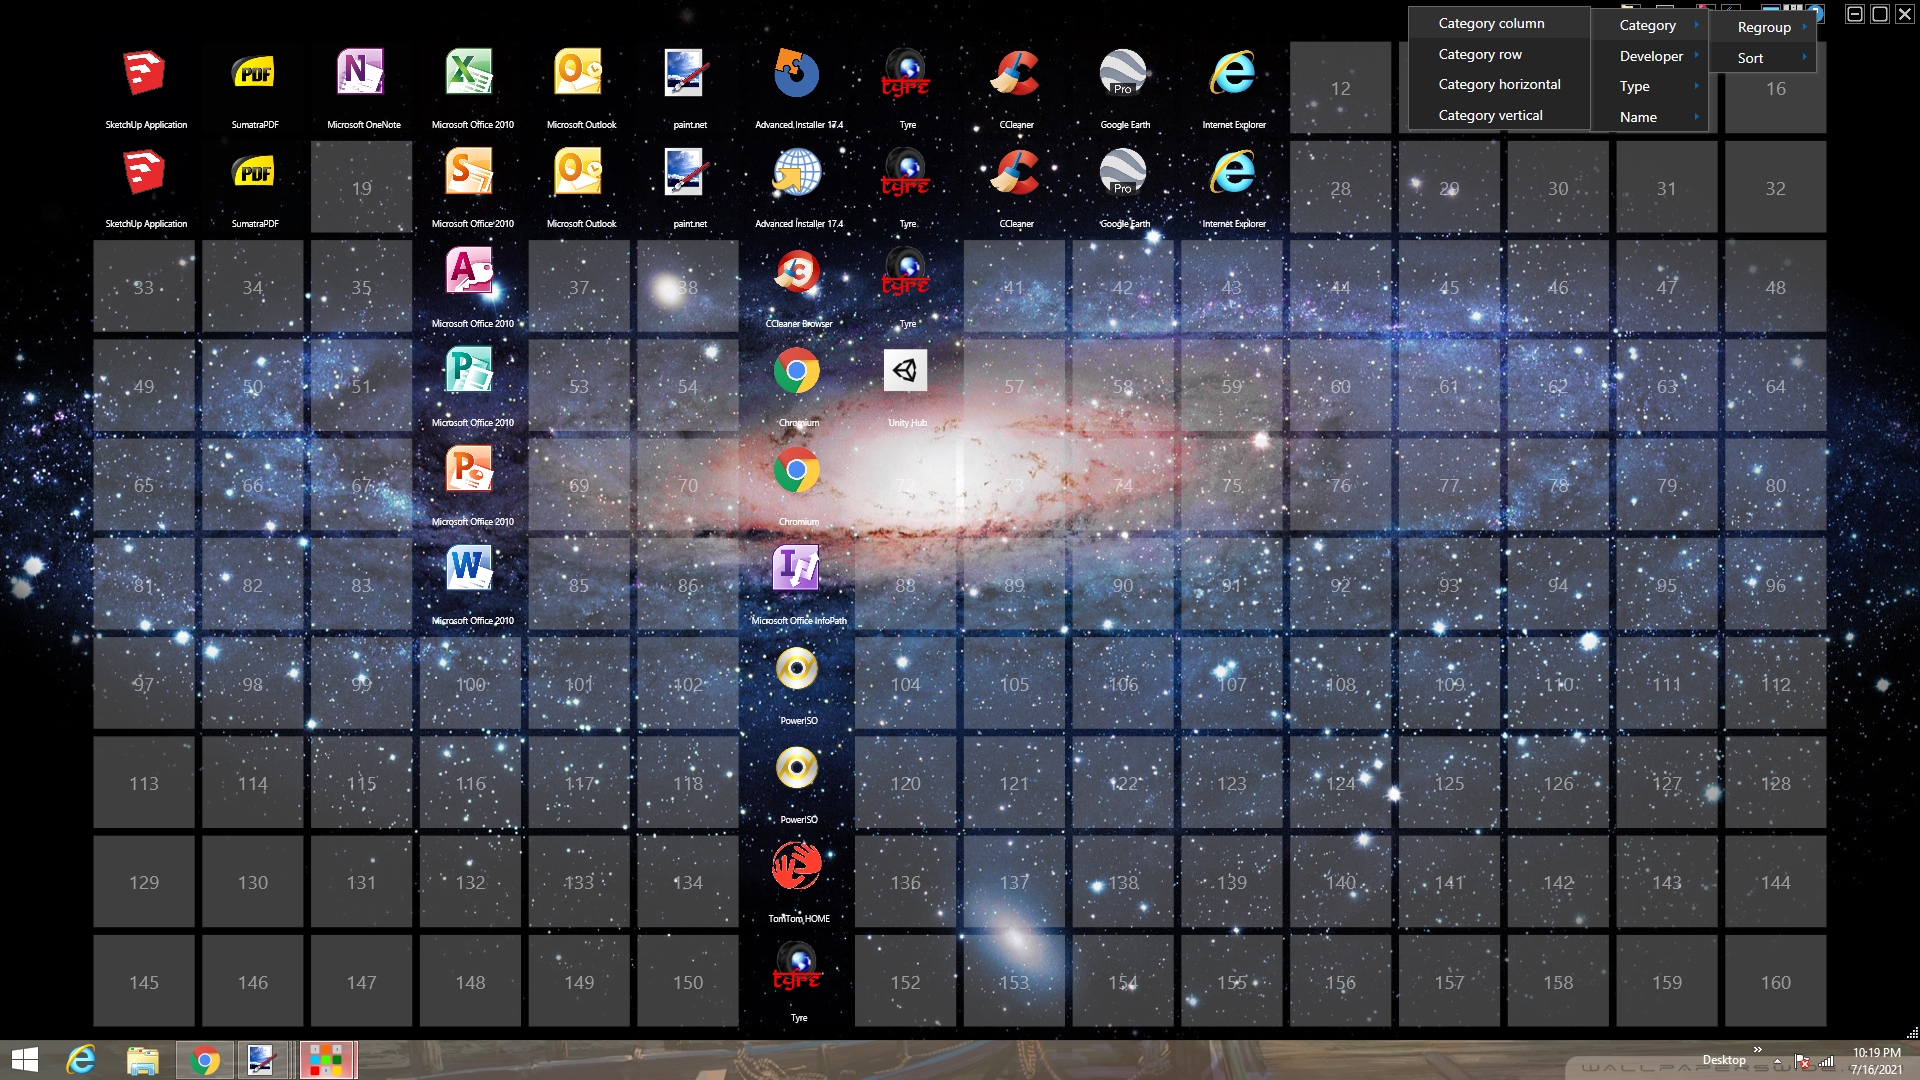 Category column
Category
Regroup
Category row
Developer
Sort
Category horizontal
Type
Category vertical
Name
12
16
SketchUp Application
SumatraPDF
Microsoft OneNote
Microsoft Office 2010
Microsoft Outlook
paint.net
Advanced Installer 17.4
Tyre
CCleaner
Google Earth
Internet Explorer
19
28
29
30
31
32
SketchUp Application
SumatraPDF
Microsoft Office 2010
Microsoft Outlook
paint.net
Advanced Installer 17.4
Tyre
CCleaner
Google Earth
Internet Explorer
33
34
35
37
38
41
42
43
44
45
46
47
48
Microsoft Office 2010
CCleaner Browser
Tyre
49
50
51
53
54
57
58
59
60
61
62
63
64
Microsoft Office 2010
Chromium
Unity Hub
65
66
67
69
70
72
73
74
75
76
77
78
79
80
Microsoft Office 2010
Chromium
81
82
83
85
86
88
89
90
91
92
93
94
95
96
Microsoft Office 2010
Microsoft Office InfoPath
97
98
99
100
101
102
104
105
106
107
108
109
110
111
112
PowerISO
113
114
115
116
117
118
120
121
122
123
124
125
126
127
128
PowerISO
129
130
131
132
133
134
136
137
138
139
140
141
142
143
144
TomTom HOME
145
146
147
148
149
150
152
153
154
155
156
157
158
159
160
Tyre
Desktop
10:19 PM
7/16/2021